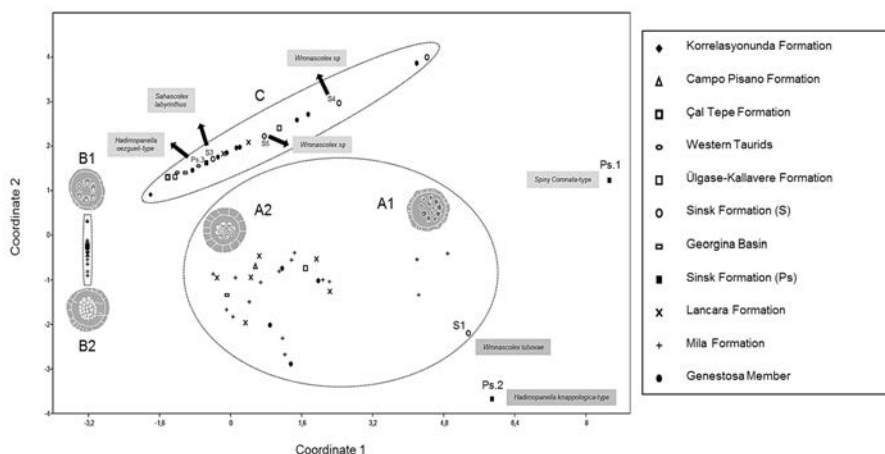 Wronascolex sp
Sahascolex
labyrinthus
C
S4
Hadimopanella
oezgueli-type
S3
S5
Wronascolex sp
Ps.3
B1
Ps.1
Spiny Coronata-type
A2
A1
B2
S1
Wronascolex lubovae
Ps.2
Hadimopanella knappologica-type
Coordinate 2
4
3
2
1
0
-1
-2
-3
-4
-3,2
-1,6
0
1,6
3,2
4,8
6,4
8
Coordinate 1
Korrelasyonunda Formation
Campo Pisano Formation
Çal Tepe Formation
Western Taurids
Ülgase-Kallavere Formation
Sinsk Formation (S)
Georgina Basin
Sinsk Formation (Ps)
Lancara Formation
Mila Formation
Genestosa Member